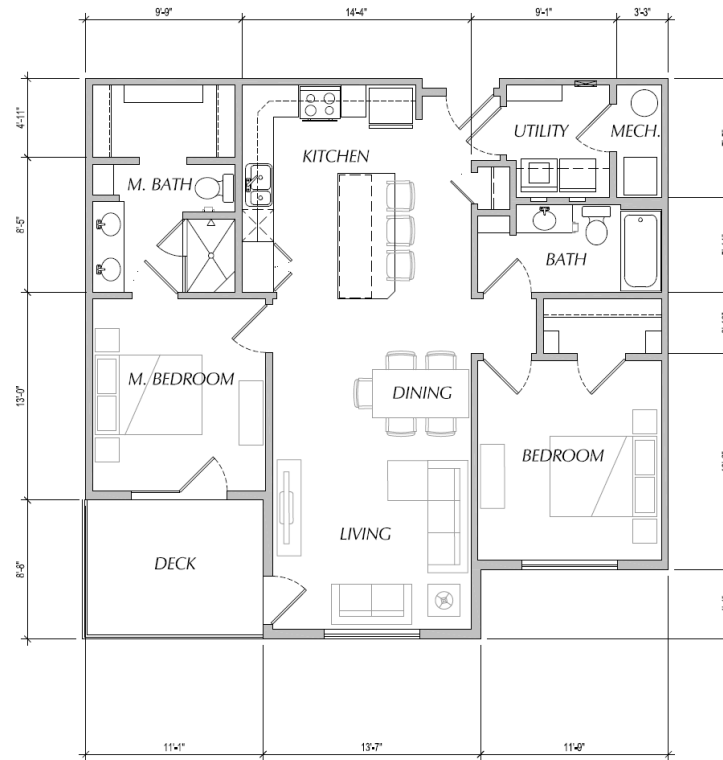 9'-9"
14'-4"
9'-1"
3'-3"
4'-11"
UTILITY
MECH.
KITCHEN
M. BATH
8'-5"
BATH
M. BEDROOM
DINING
13'-0"
BEDROOM
LIVING
DECK
8'-8"
11'-1"
13'-7"
11'-9"